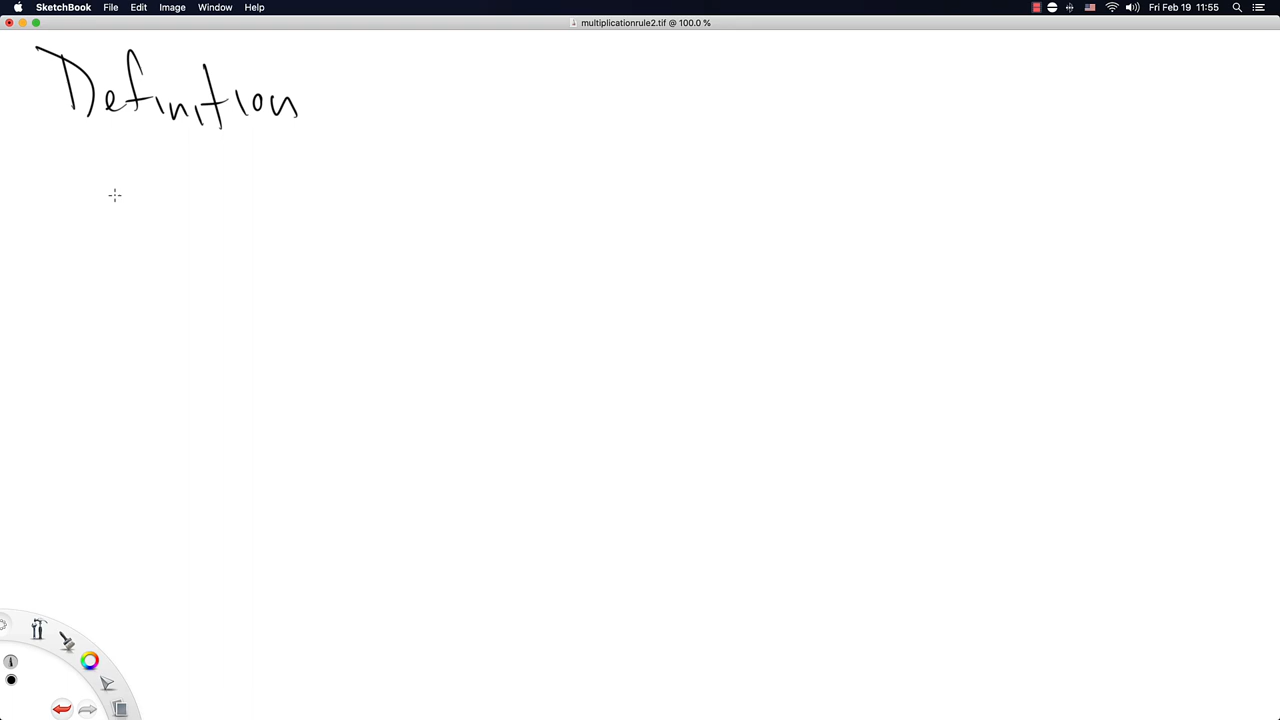 SketchBook File Edit Image Window Help Fri Feb 19 11:55
multiplicationrule2.tif @ 100.0 %
Definition